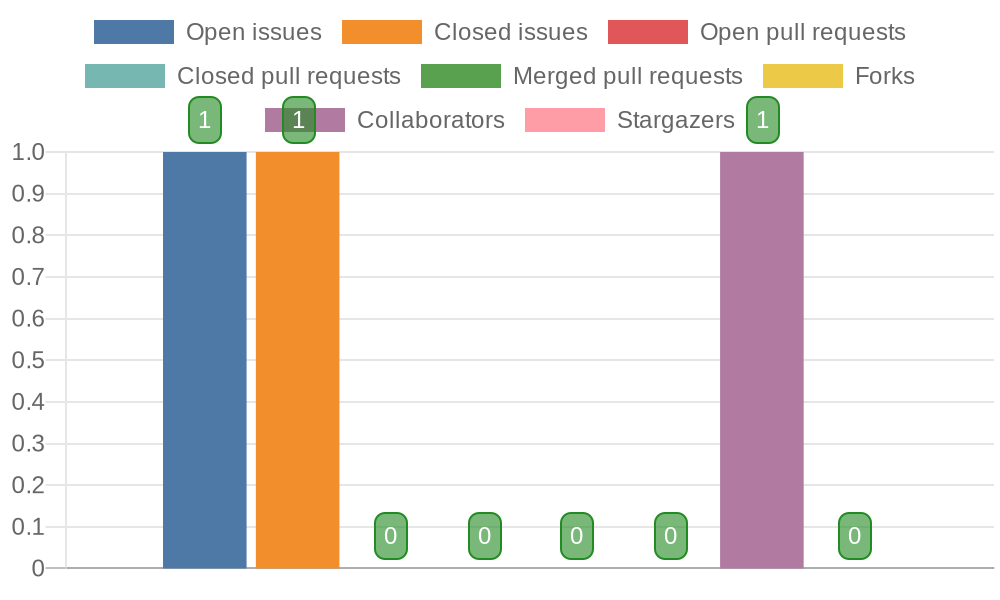 Open issues Closed issues Open pull requests
Closed pull requests Merged pull requests Forks
Collaborators Stargazers
1 1 1
1.0
0.9
0.8
0.7
0.6
0.5
0.4
0.3
0.2
0.1
0 0 0 0 0
0